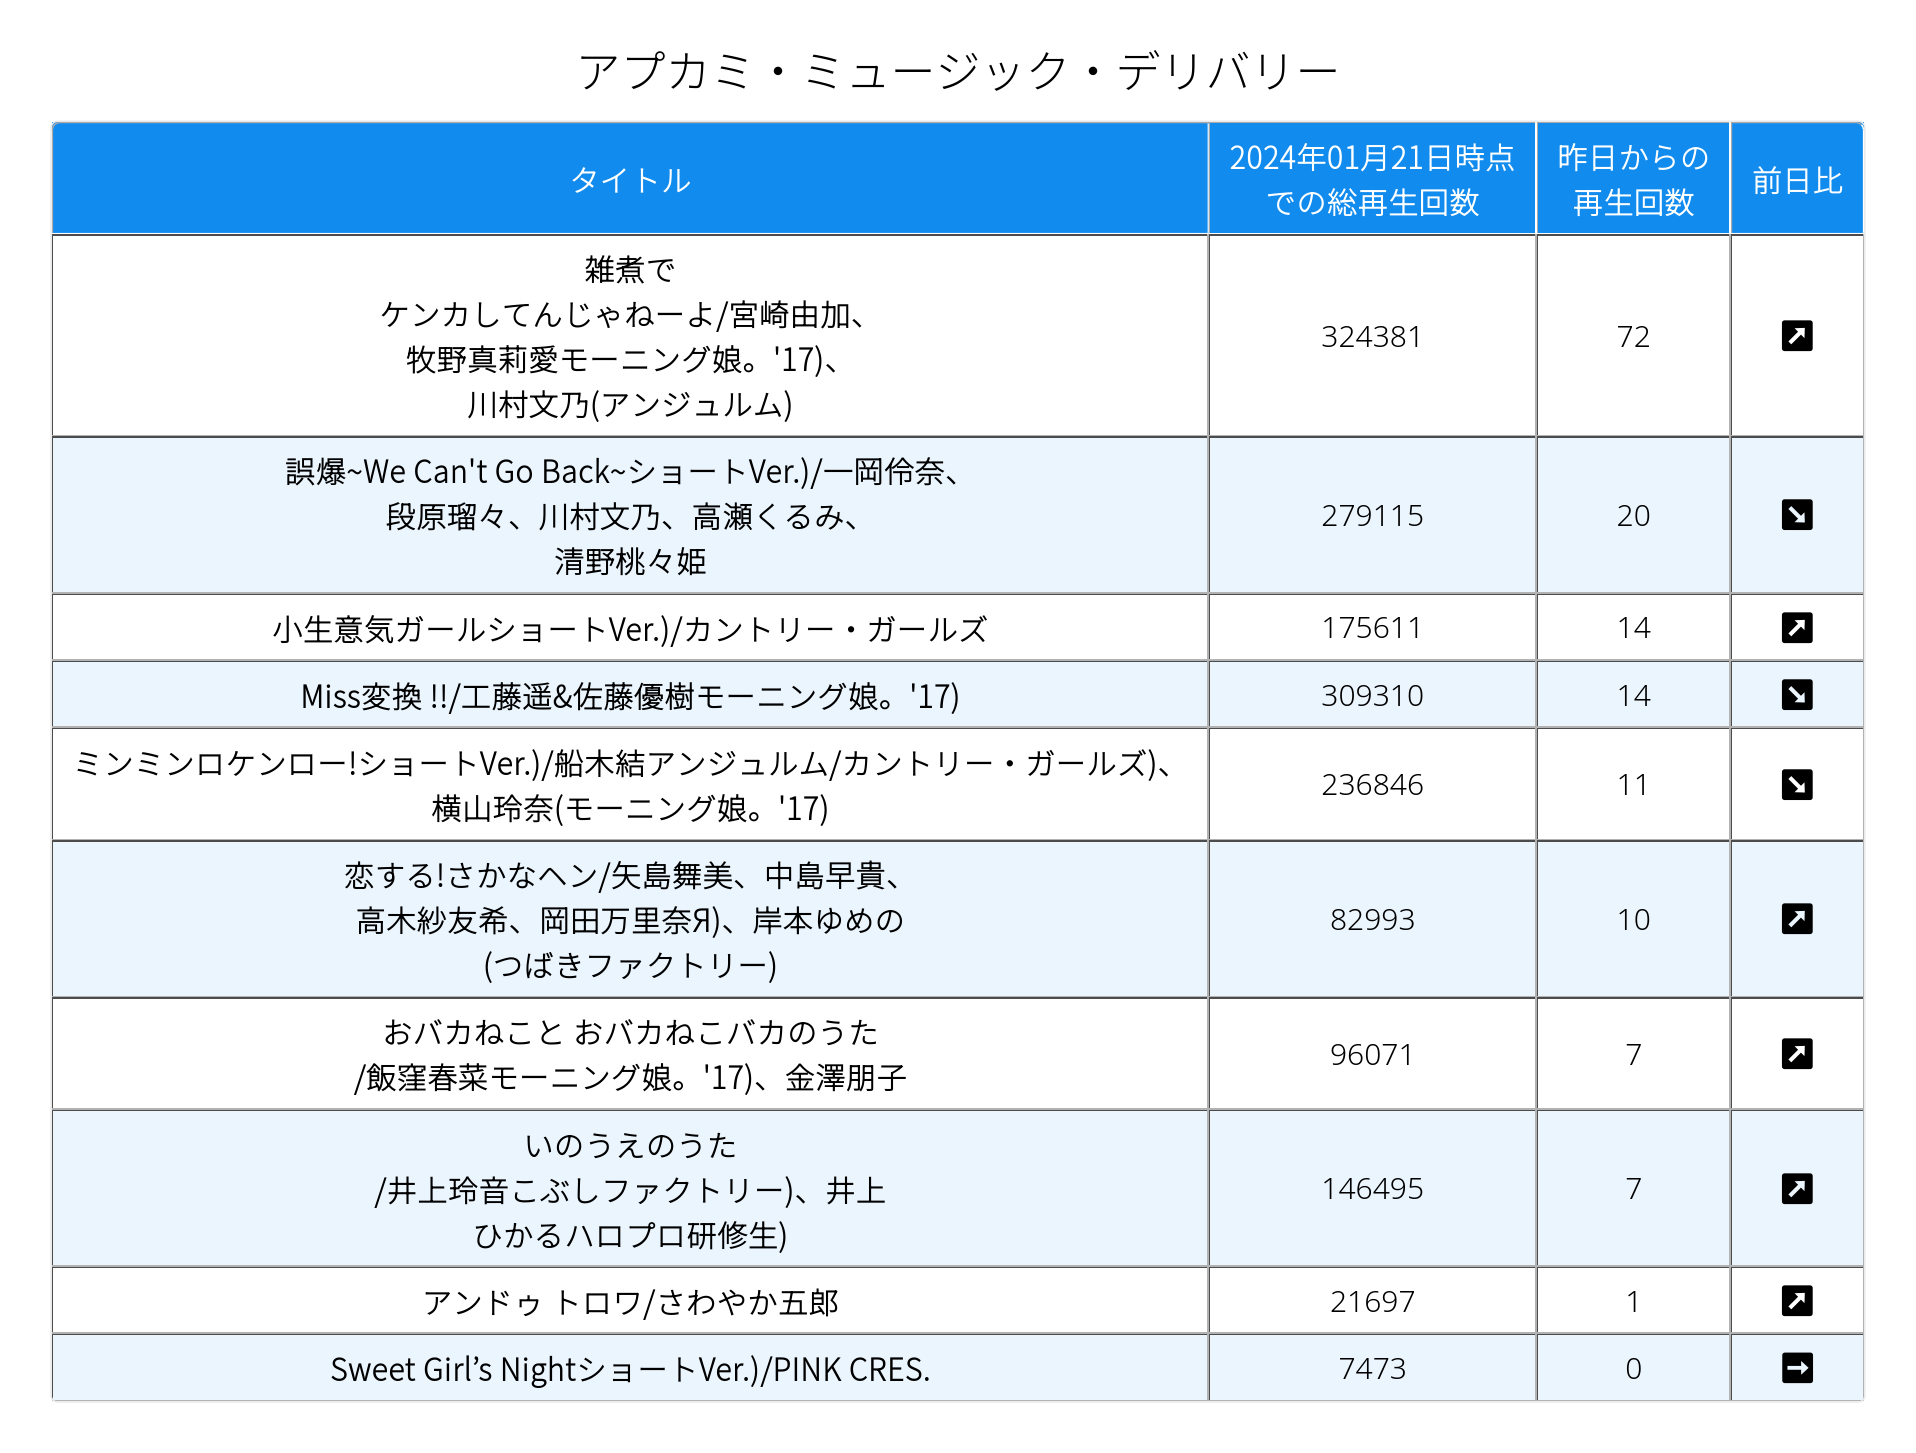 アプカミ・ミュージック・デリバリー
タイトル
2024年01月21日時点
での総再生回数
昨日からの
再生回数
前日比
雑煮で
ケンカしてんじゃねーよ/宮崎由加、
牧野真莉愛モーニング娘。'17)、
川村文乃(アンジュルム)
324381
72
誤爆~We Can't Go Back~ショートVer.)/一岡伶奈、
段原瑠々、川村文乃、高瀬くるみ、
清野桃々姫
279115
20
小生意気ガールショートVer.)/カントリー・ガールズ
175611
14
Miss変換 !!/工藤遥&佐藤優樹モーニング娘。'17)
309310
14
ミンミンロケンロー!ショートVer.)/船木結アンジュルム/カントリー・ガールズ)、
横山玲奈(モーニング娘。'17)
236846
11
恋する!さかなヘン/矢島舞美、中島早貴、
高木紗友希、岡田万里奈Я)、岸本ゆめの
(つばきファクトリー)
82993
10
おバカねこと おバカねこバカのうた
/飯窪春菜モーニング娘。'17)、金澤朋子
96071
7
いのうえのうた
/井上玲音こぶしファクトリー)、井上
ひかるハロプロ研修生)
146495
7
アンドゥ トロワ/さわやか五郎
21697
1
Sweet Girl’s NightショートVer.)/PINK CRES.
7473
0